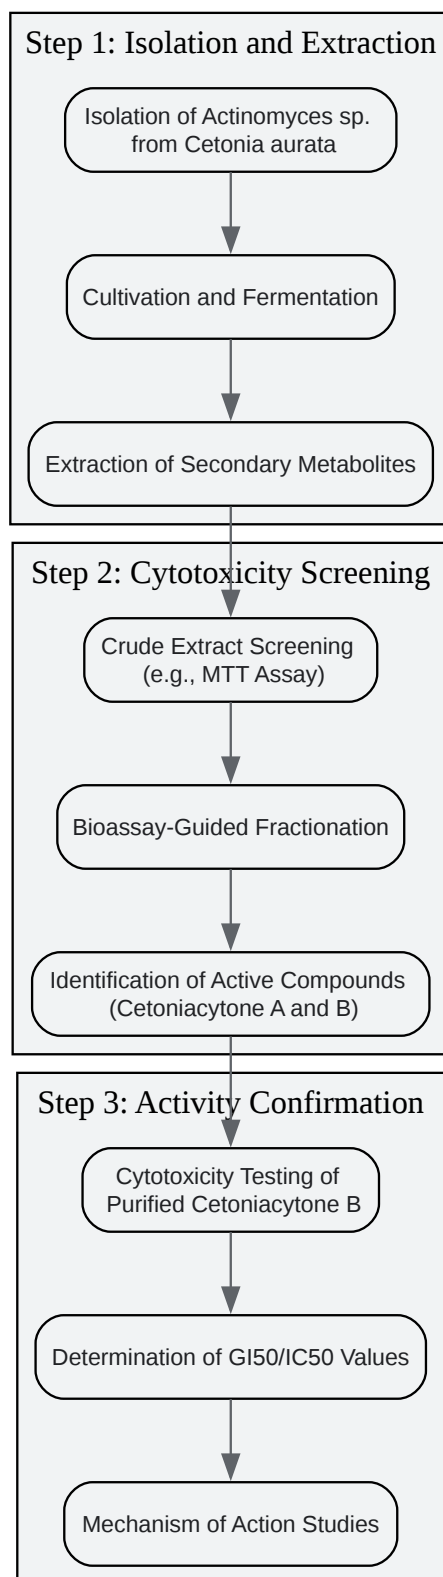 Step 1: Isolation and Extraction
Isolation of Actinomyces sp.
from Cetonia aurata
Cultivation and Fermentation
Extraction of Secondary Metabolites
Step 2: Cytotoxicity Screening
Crude Extract Screening
(e.g., MTT Assay)
Bioassay-Guided Fractionation
Identification of Active Compounds
(Cetoniacytone A and B)
Step 3: Activity Confirmation
Cytotoxicity Testing of
Purified Cetoniacytone B
Determination of GI50/IC50 Values
Mechanism of Action Studies